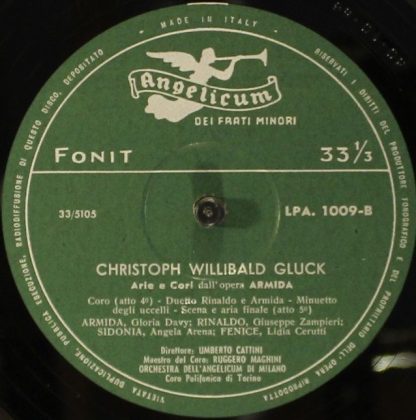 - MADE IN ITALY -
Angelicum
DEI FRATI MINORI
FONIT
33 1/3
33/5105
LPA. 1009-B
CHRISTOPH WILLIBALD GLUCK
Arie e Cori dall'opera ARMIDA
Coro (atto 4º) - Duetto Rinaldo e Armida - Minuetto
degli uccelli - Scena e aria finale (atto 5º)
ARMIDA, Gloria Davy; RINALDO, Giuseppe Zampieri;
SIDONIA, Angela Arena; FENICE, Lidia Cerutti
Direttore: UMBERTO CATTINI
Maestro del Coro: RUGGERO MAGHINI
ORCHESTRA DELL'ANGELICUM DI MILANO
Coro Polifonico di Torino
RISERVATI I DIRITTI DEL PRODUTTORE FONOGRAFICO E DEL PROPRIETARIO DELL'OPERA RIPRODOTTA
VIETATA DUPLICAZIONE, PUBBLICA ESECUZIONE, RADIODIFFUSIONE DI QUESTO DISCO, DEPOSITATO